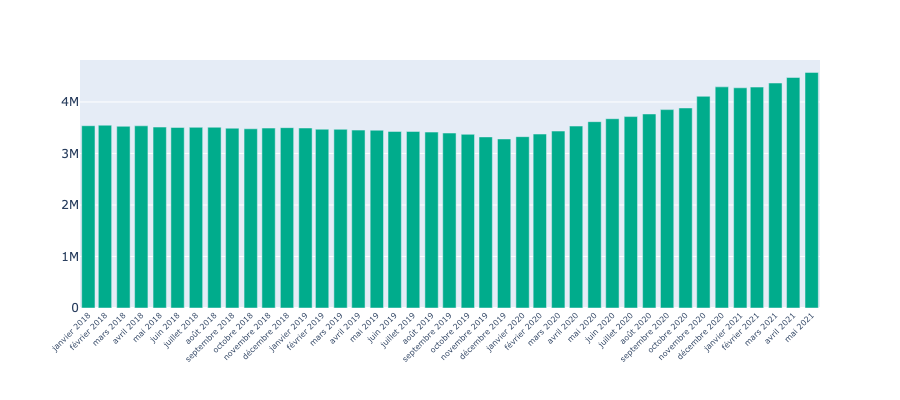 4M
3M
2M
1M
0
janvier 2018
février 2018
mars 2018
avril 2018
mai 2018
juin 2018
juillet 2018
août 2018
septembre 2018
octobre 2018
novembre 2018
décembre 2018
janvier 2019
février 2019
mars 2019
avril 2019
mai 2019
juin 2019
juillet 2019
août 2019
septembre 2019
octobre 2019
novembre 2019
décembre 2019
janvier 2020
février 2020
mars 2020
avril 2020
mai 2020
juin 2020
juillet 2020
août 2020
septembre 2020
octobre 2020
novembre 2020
décembre 2020
janvier 2021
février 2021
mars 2021
avril 2021
mai 2021